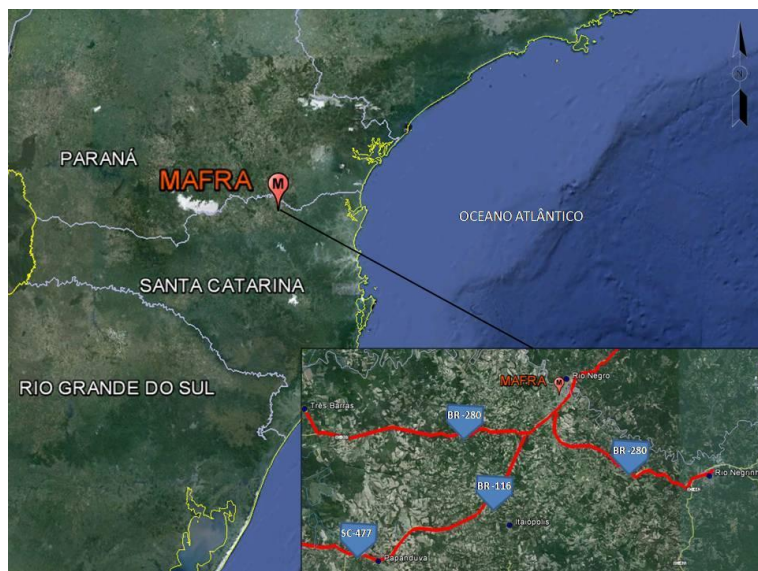 N
PARANÁ
MAFRA
M
OCEANO ATLÂNTICO
SANTA CATARINA
RIO GRANDE DO SUL
MAFRA
M
Rio Negro
Três Barras
BR-280
BR-280
Rio Negrinh
BR-116
Itaiópolis
SC-477
Papanduva